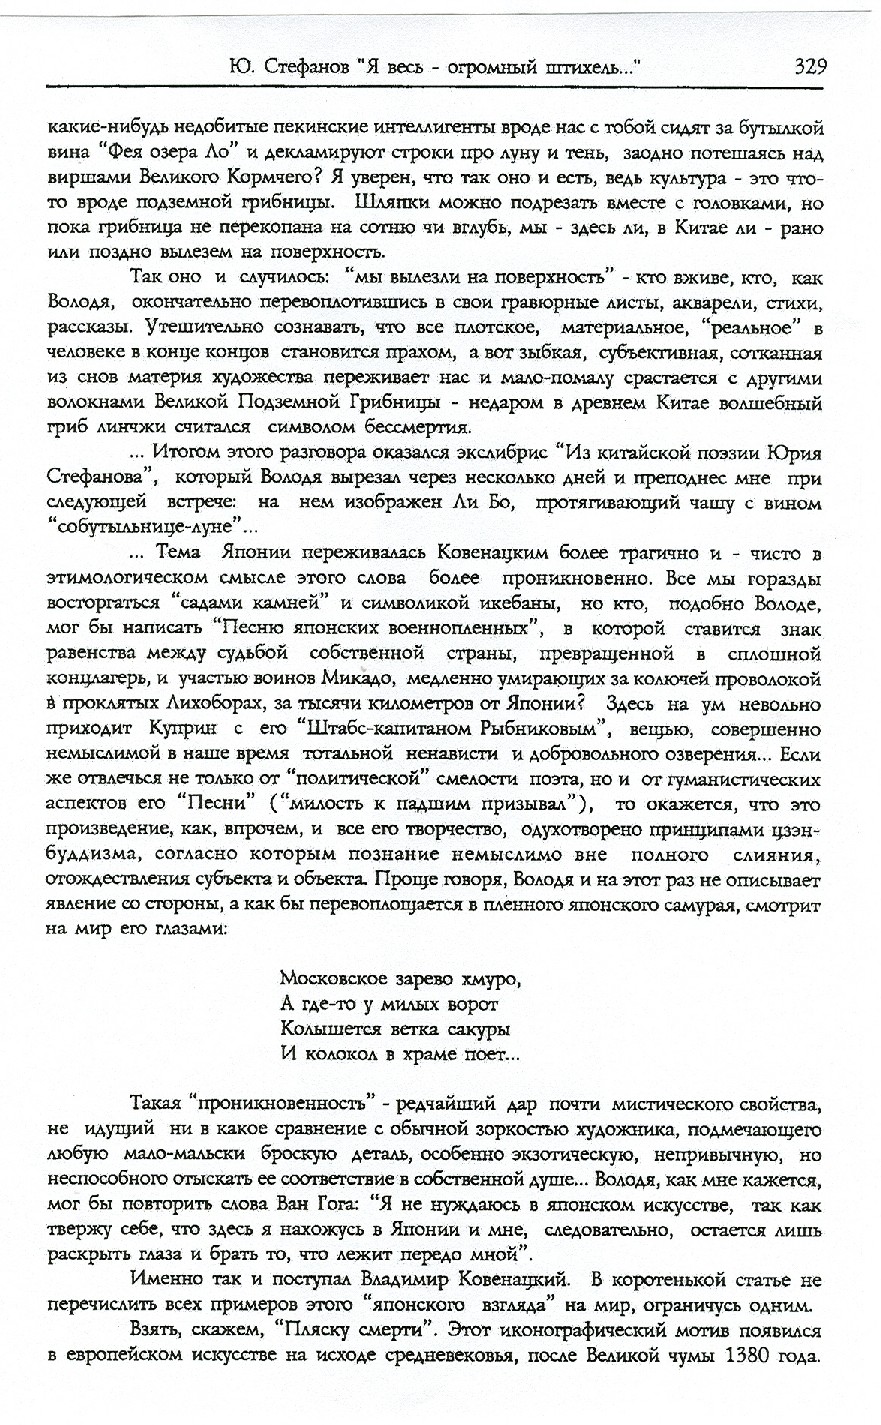 Ю. Стефанов "Я весь - огромный штихель..." 329
какие-нибудь недобитые пекинские интеллигенты вроде нас с тобой сидят за бутылкой
вина "Фея озера Ло" и декламируют строки про луну и тень, заодно потешаясь над
виршами Великого Кормчего? Я уверен, что так оно и есть, ведь культура - это что-
то вроде подземной грибницы. Шляпки можно подрезать вместе с головками, но
пока грибница не перекопана на сотню чи вглубь, мы - здесь ли, в Китае ли - рано
или поздно вылезем на поверхность.
Так оно и случилось: "мы вылезли на поверхность" - кто вживе, кто, как
Володя, окончательно перевоплотившись в свои гравюрные листы, акварели, стихи,
рассказы. Утешительно сознавать, что все плотское, материальное, "реальное" в
человеке в конце концов становится прахом, а вот зыбкая, субъективная, сотканная
из снов материя художества переживает нас и мало-помалу срастается с другими
волокнами Великой Подземной Грибницы - недаром в древнем Китае волшебный
гриб линчжи считался символом бессмертия.
... Итогом этого разговора оказался экслибрис "Из китайской поэзии Юрия
Стефанова", который Володя вырезал через несколько дней и преподнес мне при
следующей встрече: на нем изображен Ли Бо, протягивающий чашу с вином
"собутыльнице-луне"...
... Тема Японии переживалась Ковенацким более трагично и - чисто в
этимологическом смысле этого слова более проникновенно. Все мы горазды
восторгаться "садами камней" и символикой икебаны, но кто, подобно Володе,
мог бы написать "Песню японских военнопленных", в которой ставится знак
равенства между судьбой собственной страны, превращенной в сплошной
концлагерь, и участью воинов Микадо, медленно умирающих за колючей проволокой
в проклятых Лихоборах, за тысячи километров от Японии? Здесь на ум невольно
приходит Куприн с его "Штабс-капитаном Рыбниковым", вещью, совершенно
немыслимой в наше время тотальной ненависти и добровольного озверения... Если
же отвлечься не только от "политической" смелости поэта, но и от гуманистических
аспектов его "Песни" ("милость к падшим призывал"), то окажется, что это
произведение, как, впрочем, и все его творчество, одухотворено принципами цзэн-
буддизма, согласно которым познание немыслимо вне полного слияния,
отождествления субъекта и объекта. Проще говоря, Володя и на этот раз не описывает
явление со стороны, а как бы перевоплощается в пленного японского самурая, смотрит
на мир его глазами:
Московское зарево хмуро,
А где-то у милых ворот
Колышется ветка сакуры
И колокол в храме поет...
Такая "проникновенность" - редчайший дар почти мистического свойства,
не идущий ни в какое сравнение с обычной зоркостью художника, подмечающего
любую мало-мальски броскую деталь, особенно экзотическую, непривычную, но
неспособного отыскать ее соответствие в собственной душе... Володя, как мне кажется,
мог бы повторить слова Ван Гога: "Я не нуждаюсь в японском искусстве, так как
твержу себе, что здесь я нахожусь в Японии и мне, следовательно, остается лишь
раскрыть глаза и брать то, что лежит передо мной".
Именно так и поступал Владимир Ковенацкий. В коротенькой статье не
перечислить всех примеров этого "японского взгляда" на мир, ограничусь одним.
Взять, скажем, "Пляску смерти". Этот иконографический мотив появился
в европейском искусстве на исходе средневековья, после Великой чумы 1380 года.